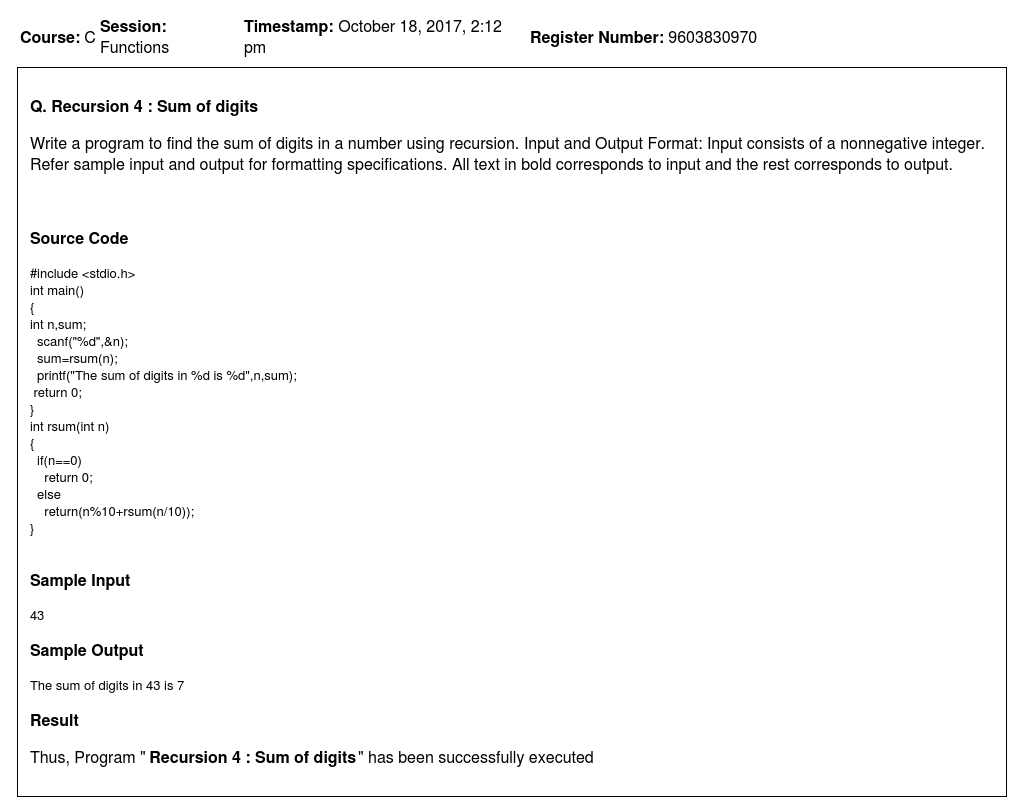 Course: C Session: Functions Timestamp: October 18, 2017, 2:12 pm Register Number: 9603830970
Q. Recursion 4 : Sum of digits
Write a program to find the sum of digits in a number using recursion. Input and Output Format: Input consists of a nonnegative integer.
Refer sample input and output for formatting specifications. All text in bold corresponds to input and the rest corresponds to output.
Source Code
#include <stdio.h>
int main()
{
int n,sum;
  scanf("%d",&n);
  sum=rsum(n);
  printf("The sum of digits in %d is %d",n,sum);
 return 0;
}
int rsum(int n)
{
  if(n==0)
    return 0;
  else
    return(n%10+rsum(n/10));
}
Sample Input
43
Sample Output
The sum of digits in 43 is 7
Result
Thus, Program " Recursion 4 : Sum of digits" has been successfully executed